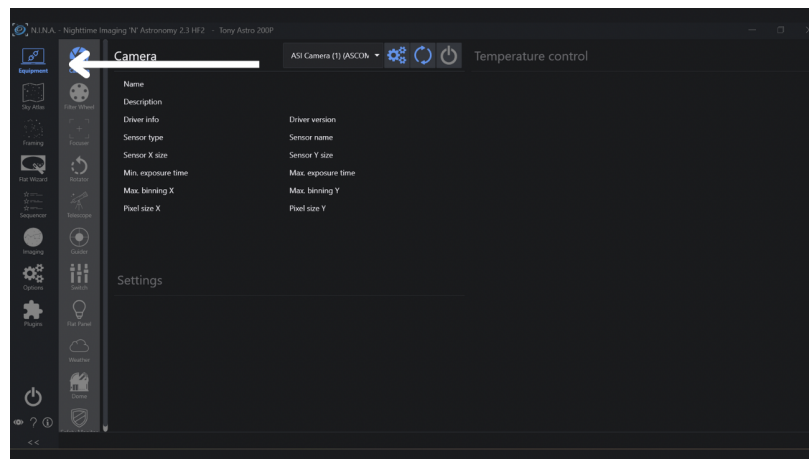 N.I.N.A. - Nighttime Imaging 'N' Astronomy 2.3 HF2 - Tony Astro 200P
Equipment
Sky Atlas
Framing
Flat Wizard
Sequencer
Imaging
Options
Plugins
?
<<
Filter Wheel
Focuser
Rotator
Telescope
Guider
Switch
Flat Panel
Weather
Dome
Camera
ASI Camera (1) (ASCOM
Temperature control
Name
Description
Driver info Driver version
Sensor type Sensor name
Sensor X size Sensor Y size
Min. exposure time Max. exposure time
Max. binning X Max. binning Y
Pixel size X Pixel size Y
Settings